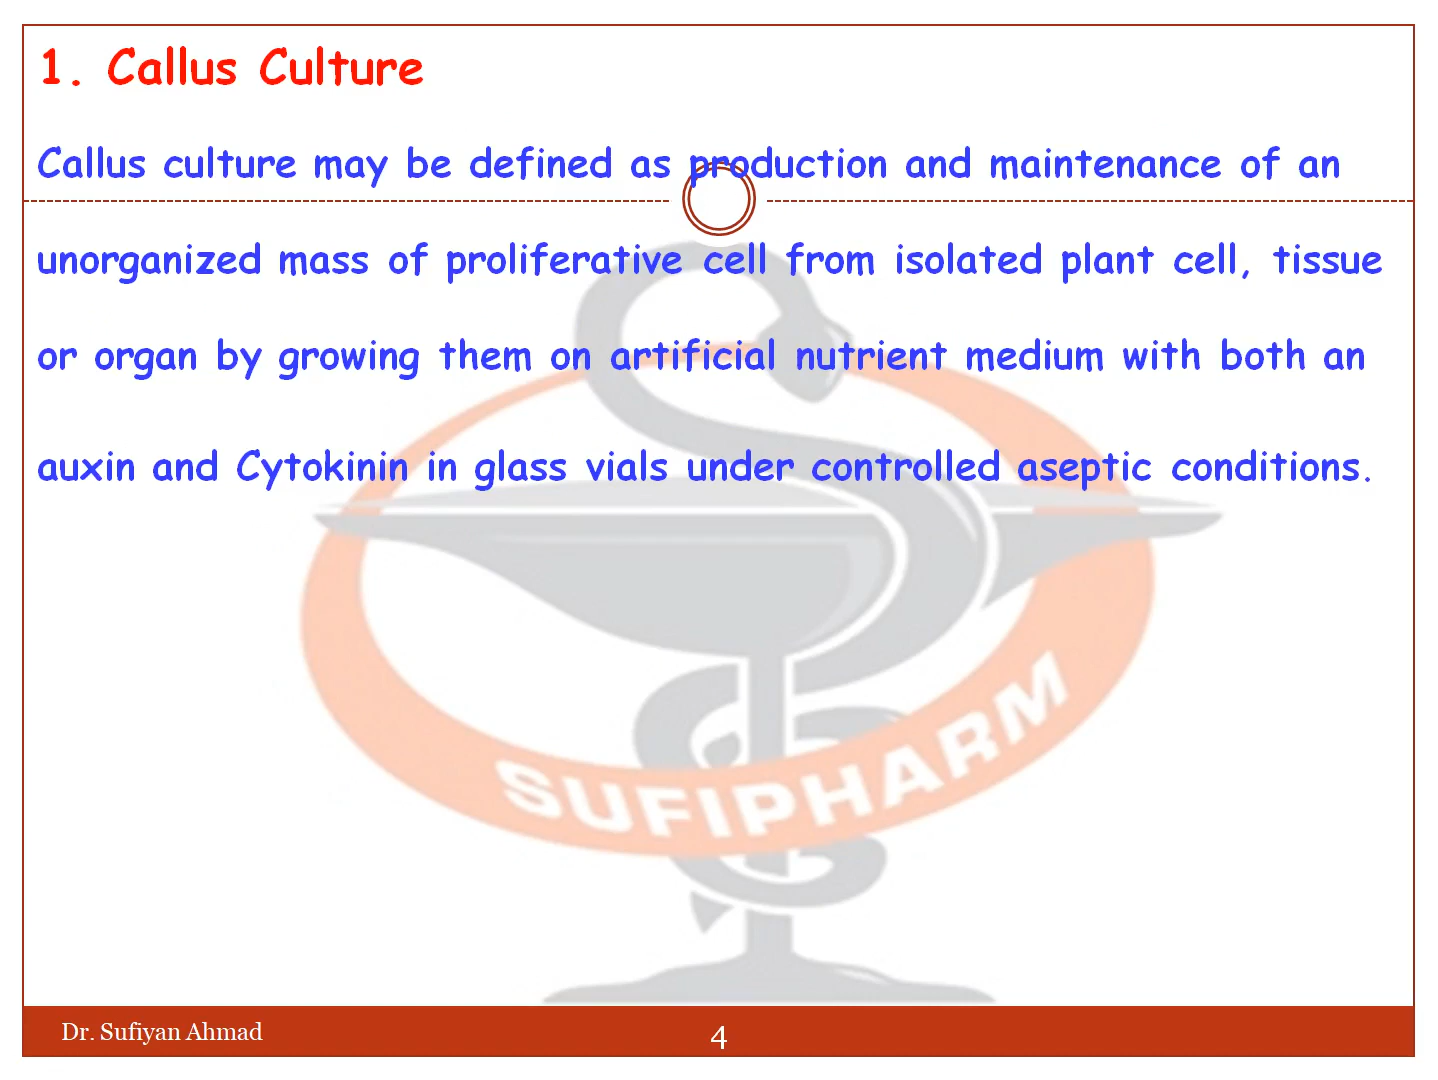 1. Callus Culture
Callus culture may be defined as production and maintenance of an
unorganized mass of proliferative cell from isolated plant cell, tissue
or organ by growing them on artificial nutrient medium with both an
auxin and Cytokinin in glass vials under controlled aseptic conditions.
SUFIPHARM
Dr. Sufiyan Ahmad
4